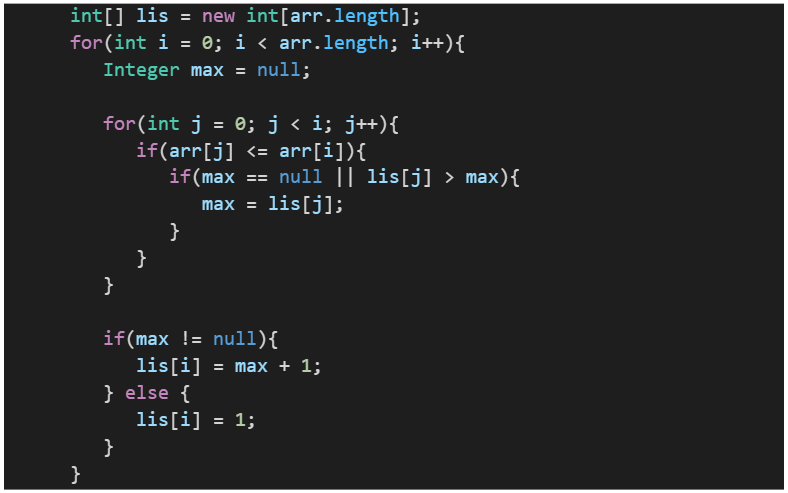 int[] lis = new int[arr.length];
for(int i = 0; i < arr.length; i++){
Integer max = null;
for(int j = 0; j < i; j++){
if(arr[j] <= arr[i]){
if(max == null || lis[j] > max){
max = lis[j];
}
}
}
if(max != null){
lis[i] = max + 1;
} else {
lis[i] = 1;
}
}